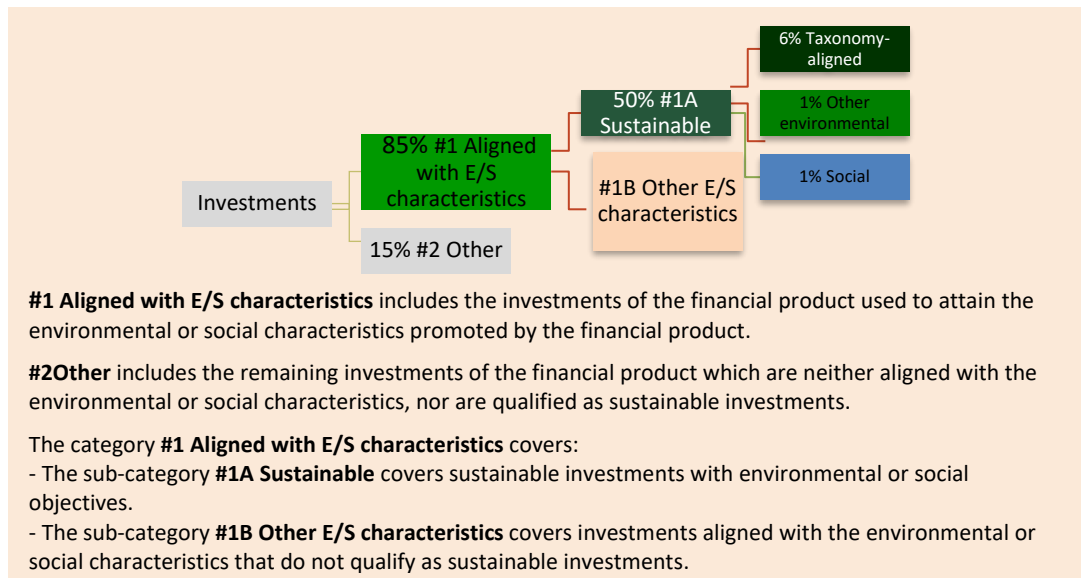 6% Taxonomy-
aligned
50% #1A
Sustainable
1% Other
environmental
85% #1 Aligned
with E/S
characteristics
1% Social
#1B Other E/S
characteristics
Investments
15% #2 Other
#1 Aligned with E/S characteristics includes the investments of the financial product used to attain the
environmental or social characteristics promoted by the financial product.
#2Other includes the remaining investments of the financial product which are neither aligned with the
environmental or social characteristics, nor are qualified as sustainable investments.
The category #1 Aligned with E/S characteristics covers:
- The sub-category #1A Sustainable covers sustainable investments with environmental or social
objectives.
- The sub-category #1B Other E/S characteristics covers investments aligned with the environmental or
social characteristics that do not qualify as sustainable investments.